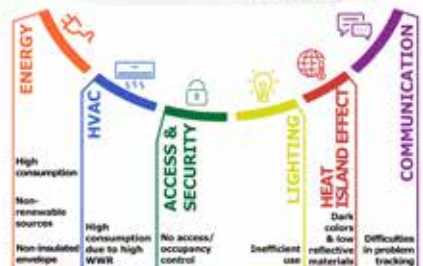 ENERGY
High
consumption
Non-
renewable
sources
Non-insulated
envelope
HVAC
High
consumption
due to high
WWR
ACCESS &
SECURITY
No access/
occupancy
control
LIGHTING
Inefficient
use
HEAT
ISLAND EFFECT
Dark
colors
& low
reflective
materials
COMMUNICATION
Difficulties
in problem
tracking